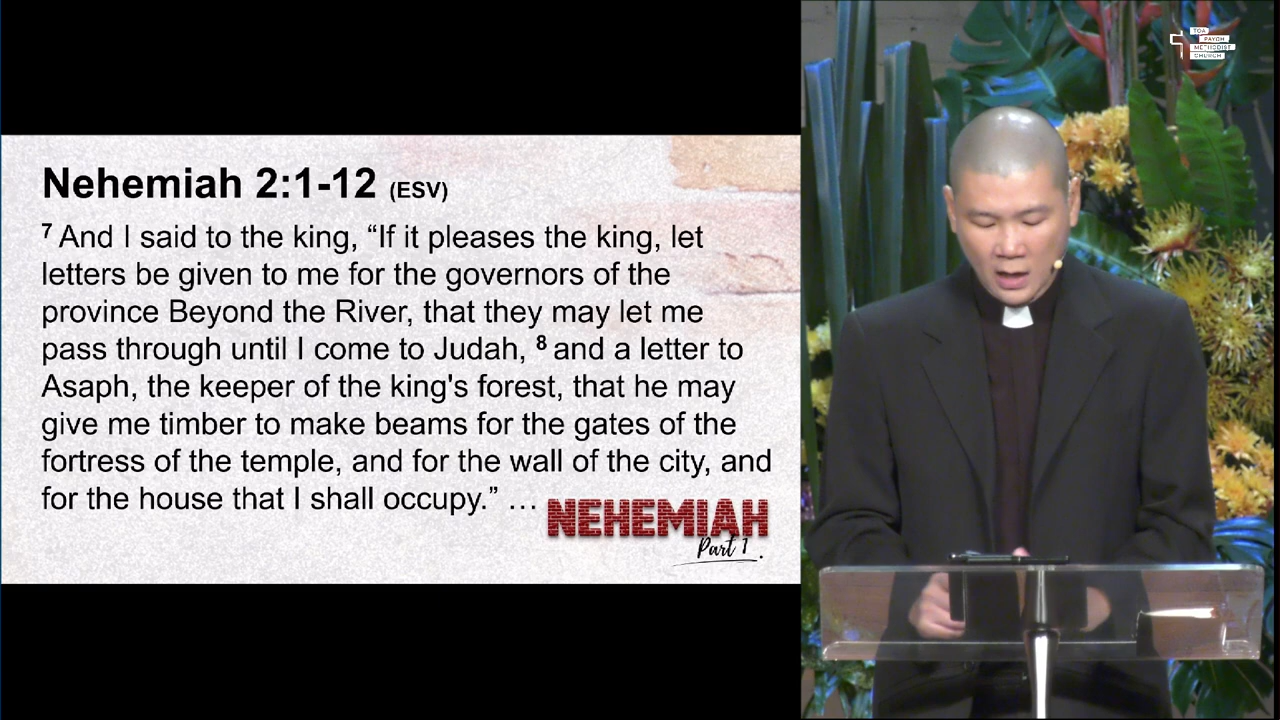 Nehemiah 2:1-12 (ESV)
7 And I said to the king, “If it pleases the king, let
letters be given to me for the governors of the
province Beyond the River, that they may let me
pass through until I come to Judah, 8 and a letter to
Asaph, the keeper of the king's forest, that he may
give me timber to make beams for the gates of the
fortress of the temple, and for the wall of the city, and
for the house that I shall occupy.” …
NEHEMIAH
Part 1
TOA
PAYOH
METHODIST
CHURCH